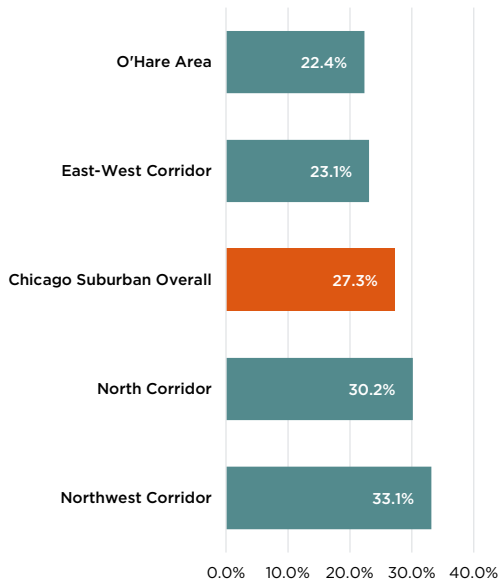 O'Hare Area
22.4%
East-West Corridor
23.1%
Chicago Suburban Overall
27.3%
North Corridor
30.2%
Northwest Corridor
33.1%
0.0% 10.0% 20.0% 30.0% 40.0%